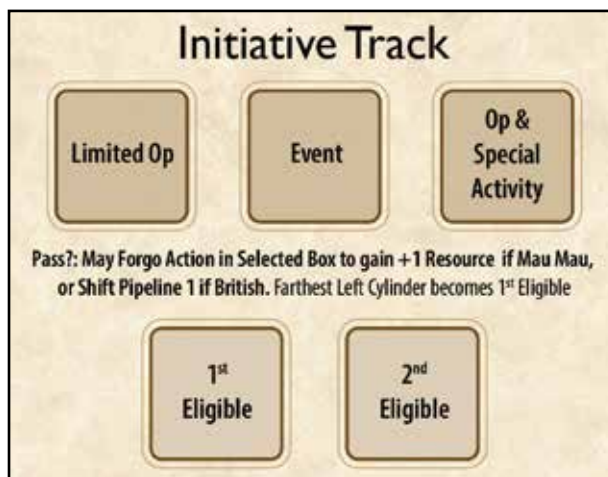 Initiative Track
Limited Op
Event
Op &
Special
Activity
Pass?: May Forgo Action in Selected Box to gain +1 Resource if Mau Mau,
or Shift Pipeline 1 if British. Farthest Left Cylinder becomes 1st Eligible
1st
Eligible
2nd
Eligible